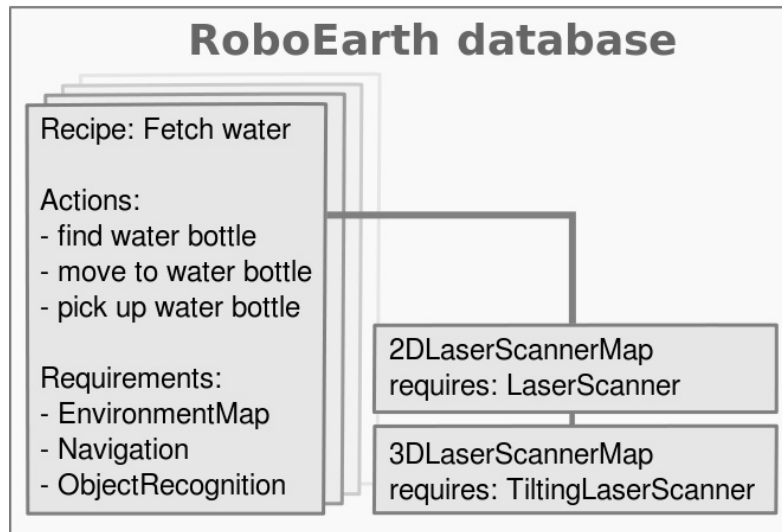 RoboEarth database
Recipe: Fetch water
Actions:
- find water bottle
- move to water bottle
- pick up water bottle
Requirements:
- EnvironmentMap
- Navigation
- ObjectRecognition
2DLaserScannerMap
requires: LaserScanner
3DLaserScannerMap
requires: TiltingLaserScanner